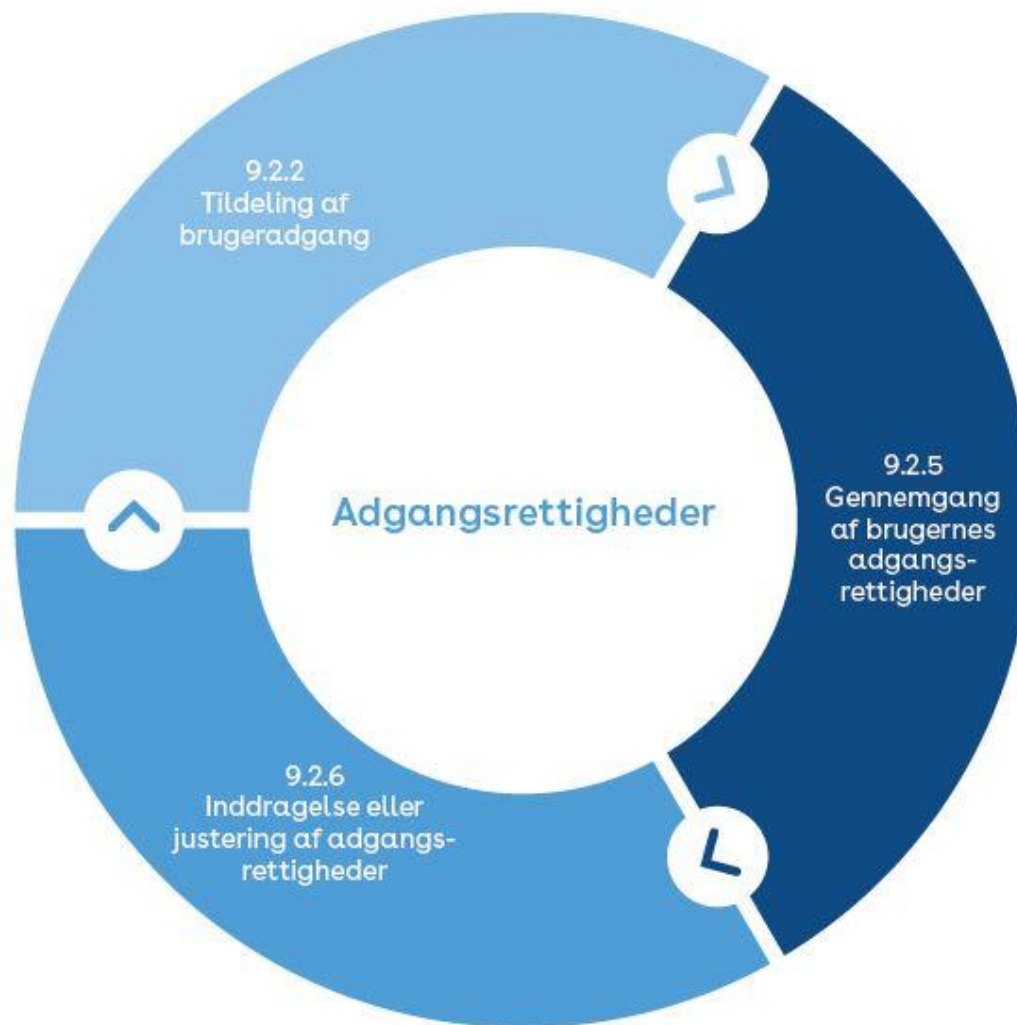 9.2.2
Tildeling af
brugeradgang
9.2.5
Gennemgang
af brugernes
adgangs-
rettigheder
Adgangsrettigheder
9.2.6
Inddragelse eller
justering af adgangs-
rettigheder